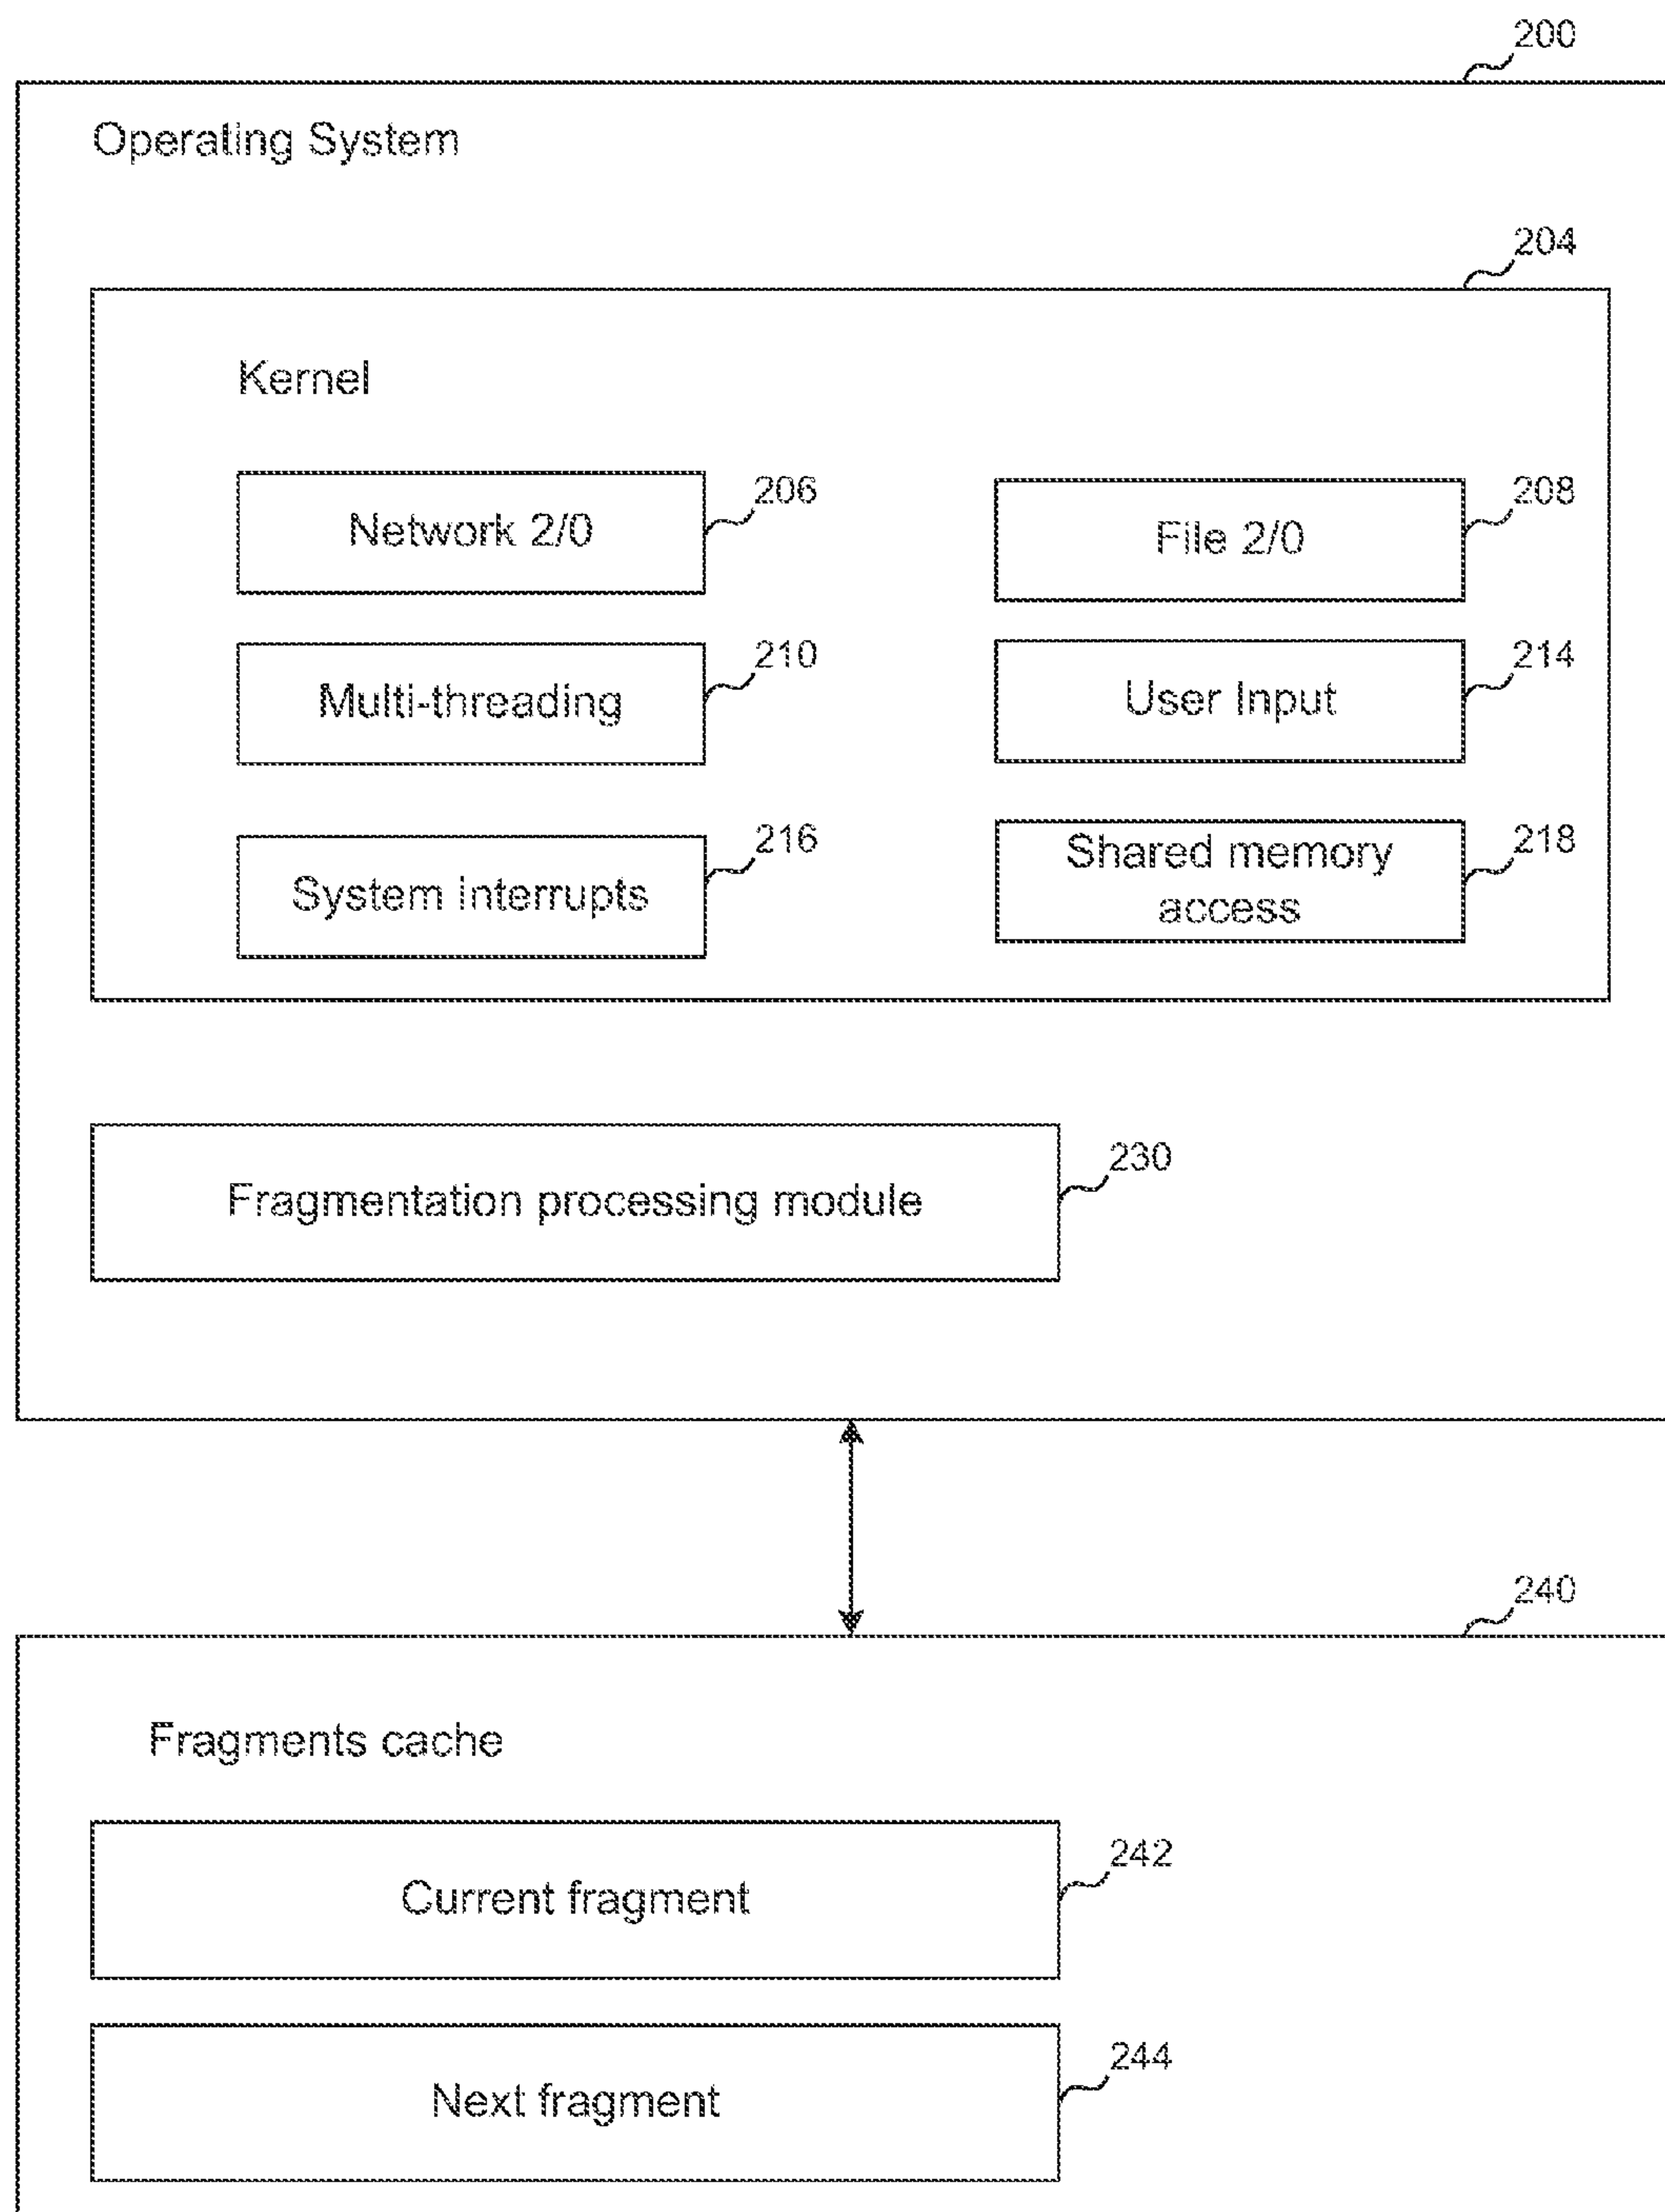 200
Operating System
204
Kernel
Network 2/0
206
File 2/0
208
Multi-threading
210
User Input
214
System interrupts
216
Shared memory
access
218
Fragmentation processing module
230
240
Fragments cache
Current fragment
242
Next fragment
244